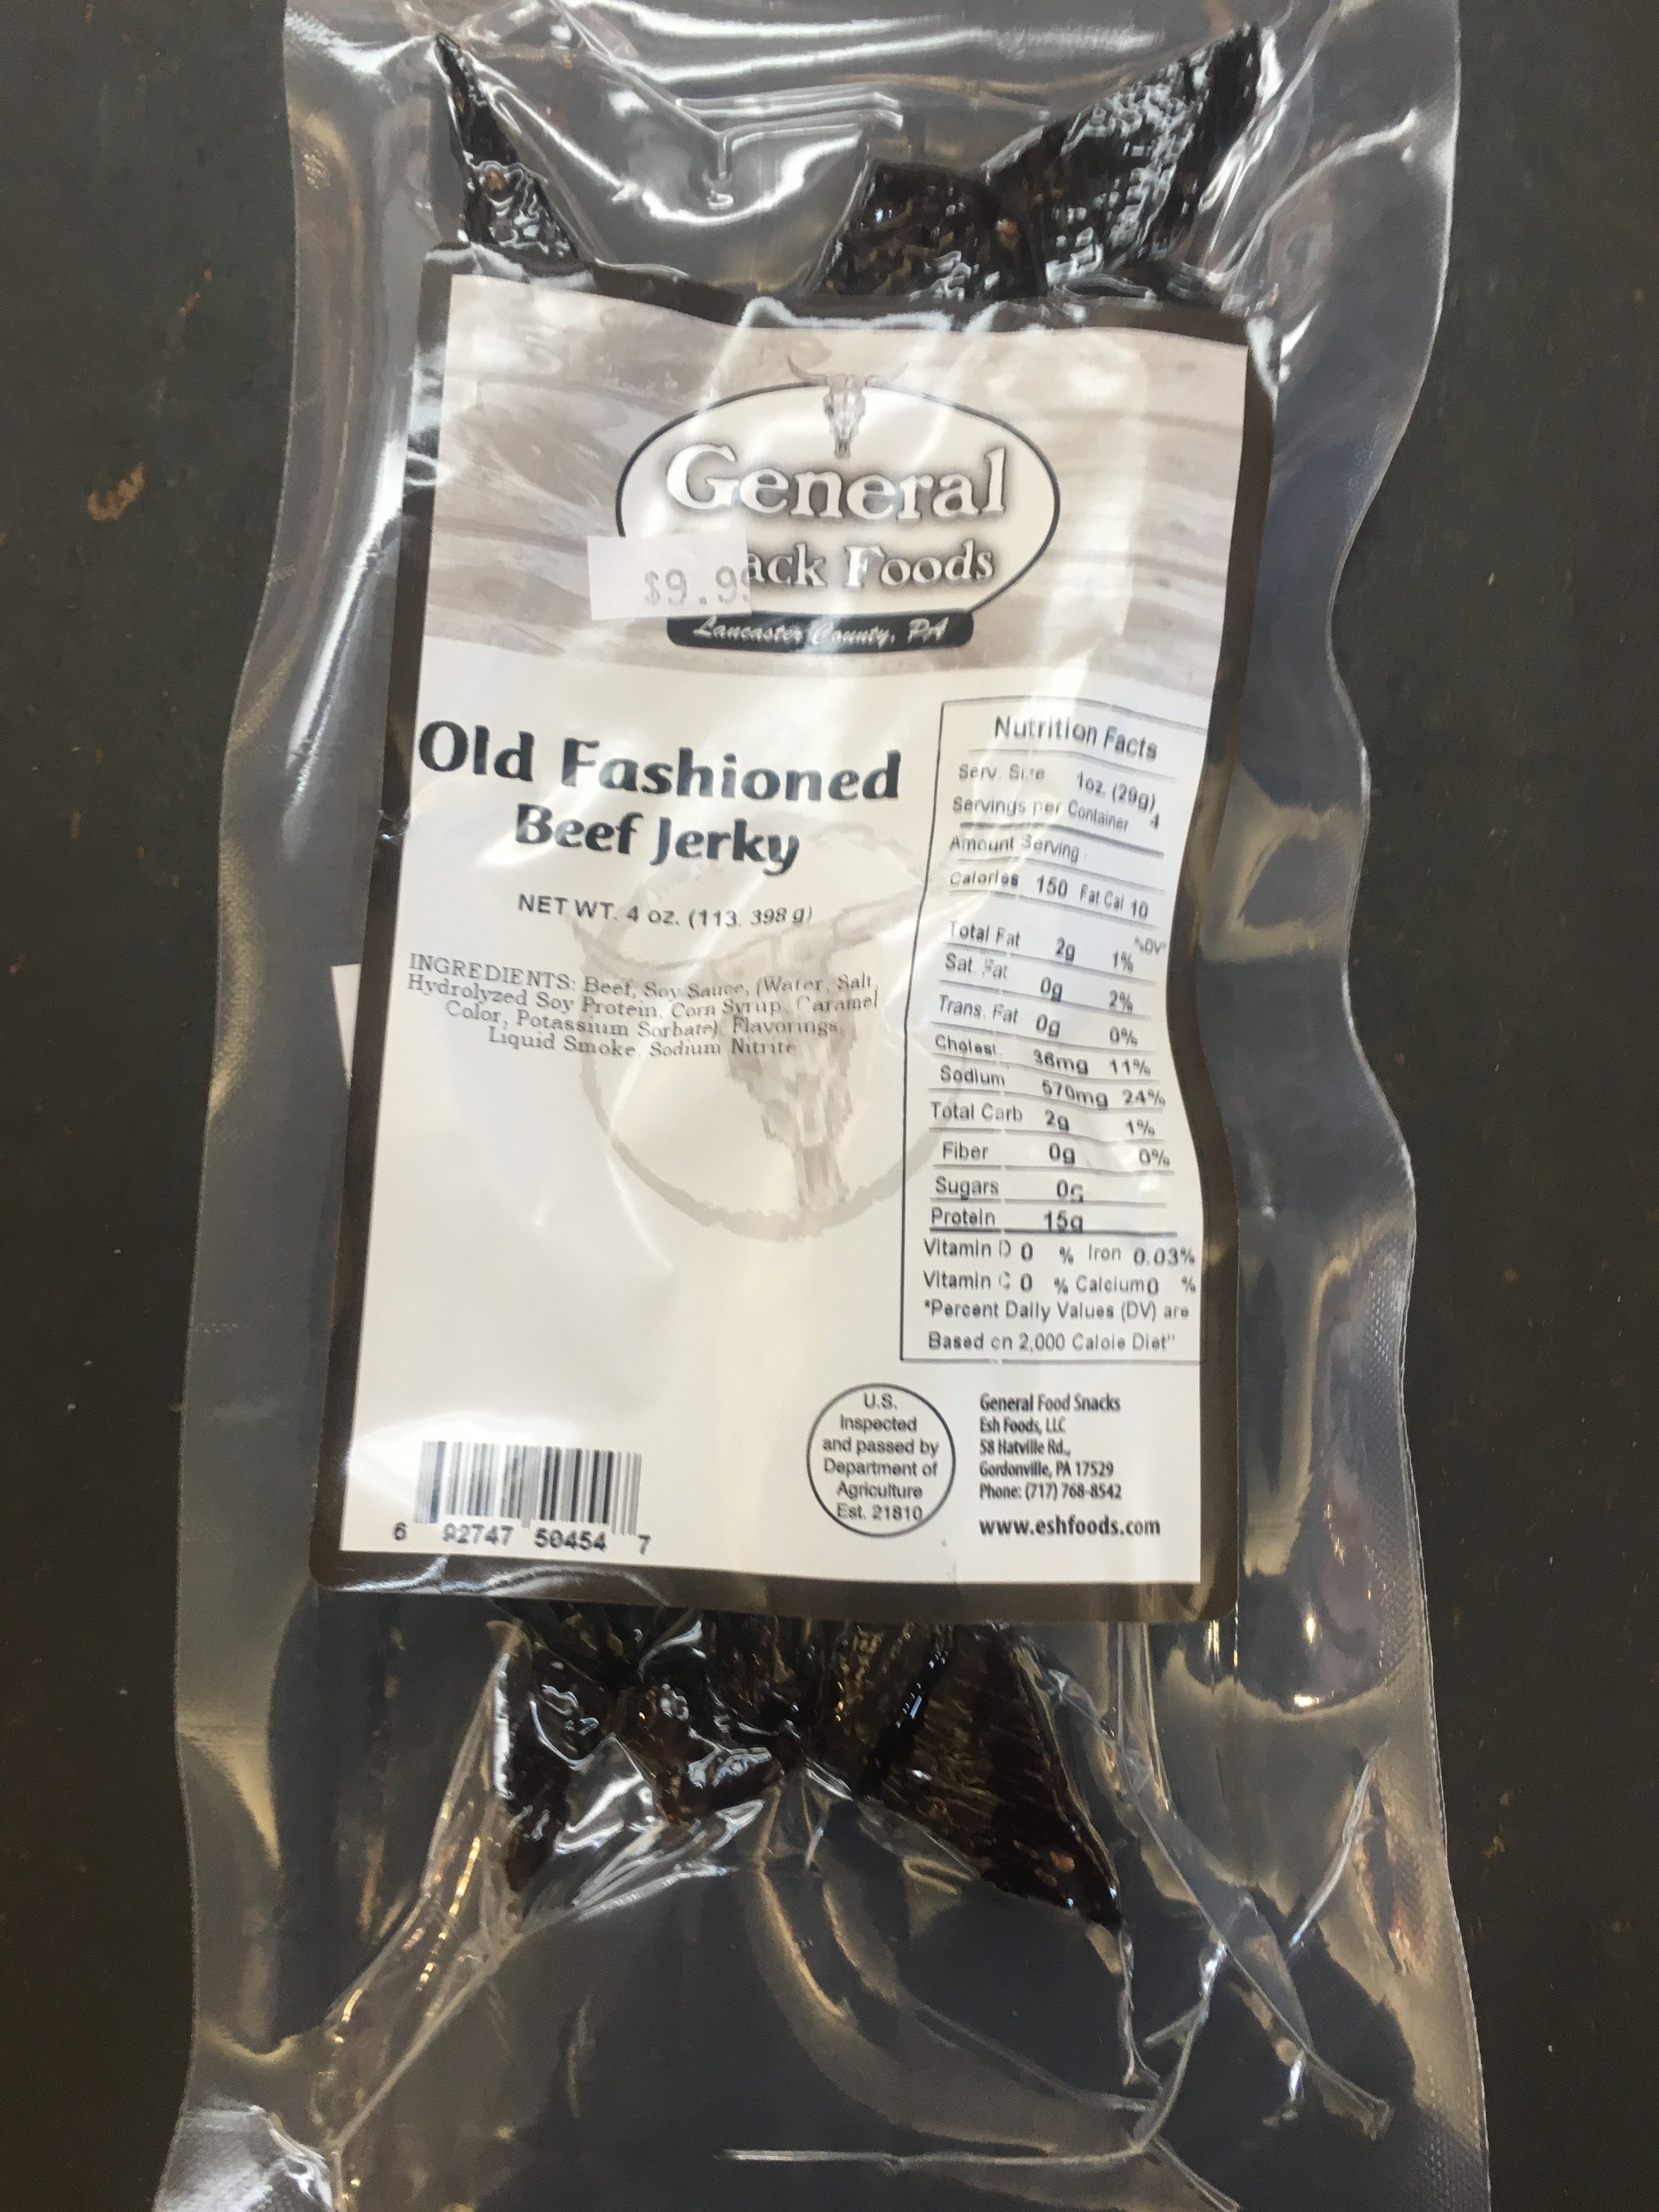 General
ack Foods
$9.99
Lancaster County, PA
Old Fashioned
Beef Jerky
NET WT. 4 oz. (113. 398 g)
INGREDIENTS: Beef, Soy Sauce, (Water, Salt,
Hydrolyzed Soy Protein, Corn Syrup, Caramel
Color, Potassium Sorbate) Flavorings,
Liquid Smoke, Sodium Nitrite
Nutrition Facts
Serv. Size 1oz. (29g)
Servings per Container 4
Amount Serving
Calories 150 Fat Cal 10
%DV*
Total Fat 2g 1%
Sat. Fat 0g 2%
Trans. Fat 0g 0%
Cholest. 36mg 11%
Sodium 570mg 24%
Total Carb 2g 1%
Fiber 0g 0%
Sugars 0g
Protein 15g
Vitamin D 0 % Iron 0.03%
Vitamin C 0 % Calcium0 %
*Percent Daily Values (DV) are
Based on 2,000 Caloie Diet"
U.S.
Inspected
and passed by
Department of
Agriculture
Est. 21810
General Food Snacks
Esh Foods, LLC
58 Hatville Rd.,
Gordonville, PA 17529
Phone: (717) 768-8542
www.eshfoods.com
6 92747 50454 7